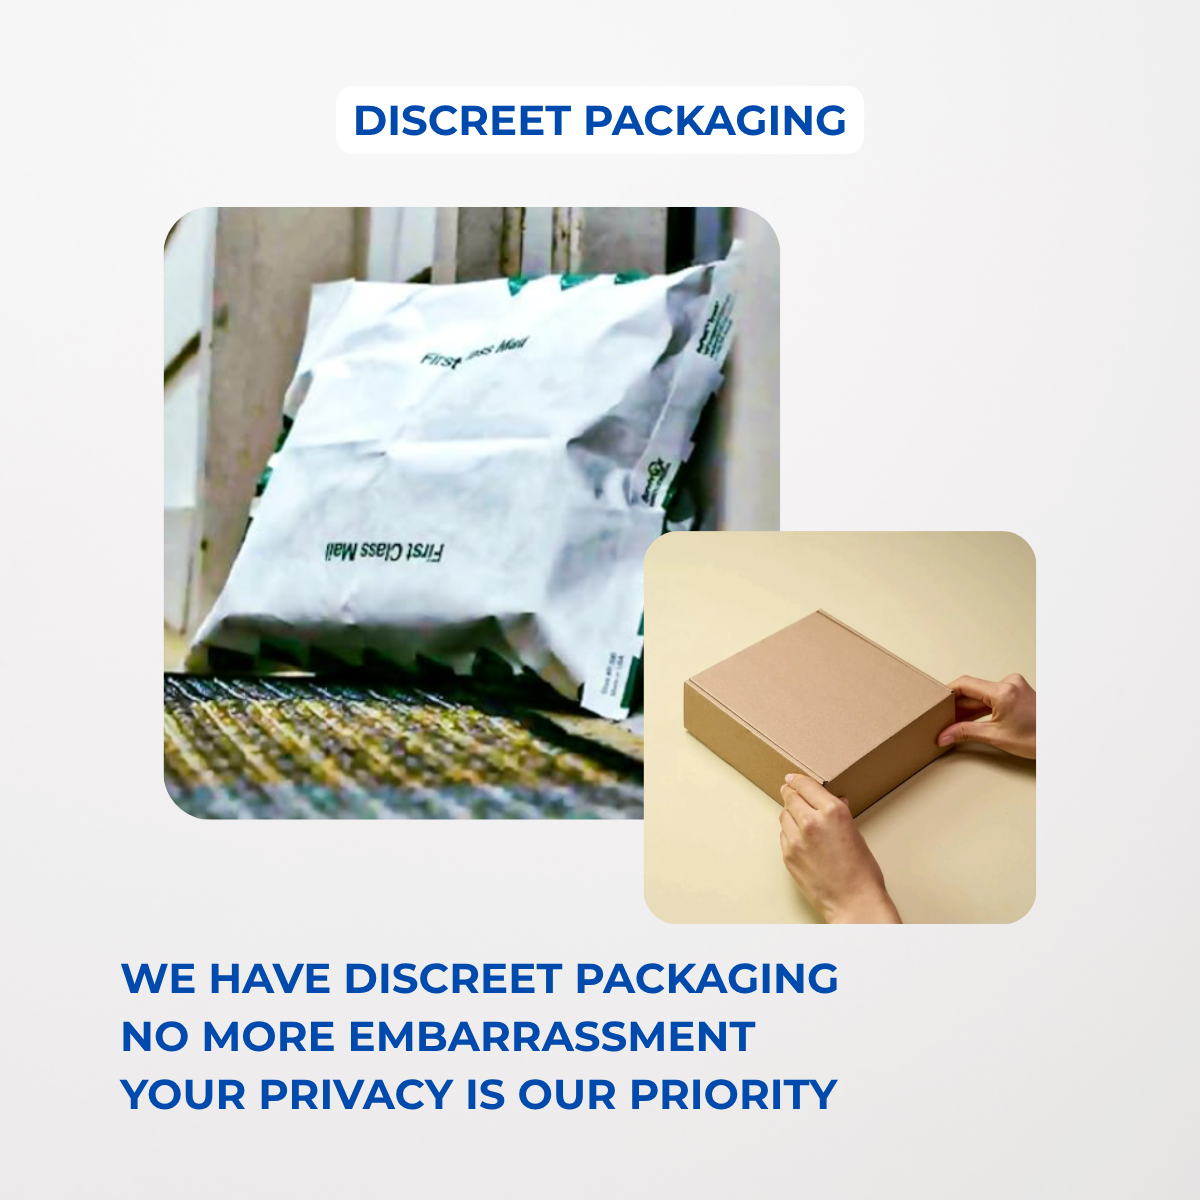 DISCREET PACKAGING
First Class Mail
First Class Mail
WE HAVE DISCREET PACKAGING
NO MORE EMBARRASSMENT
YOUR PRIVACY IS OUR PRIORITY